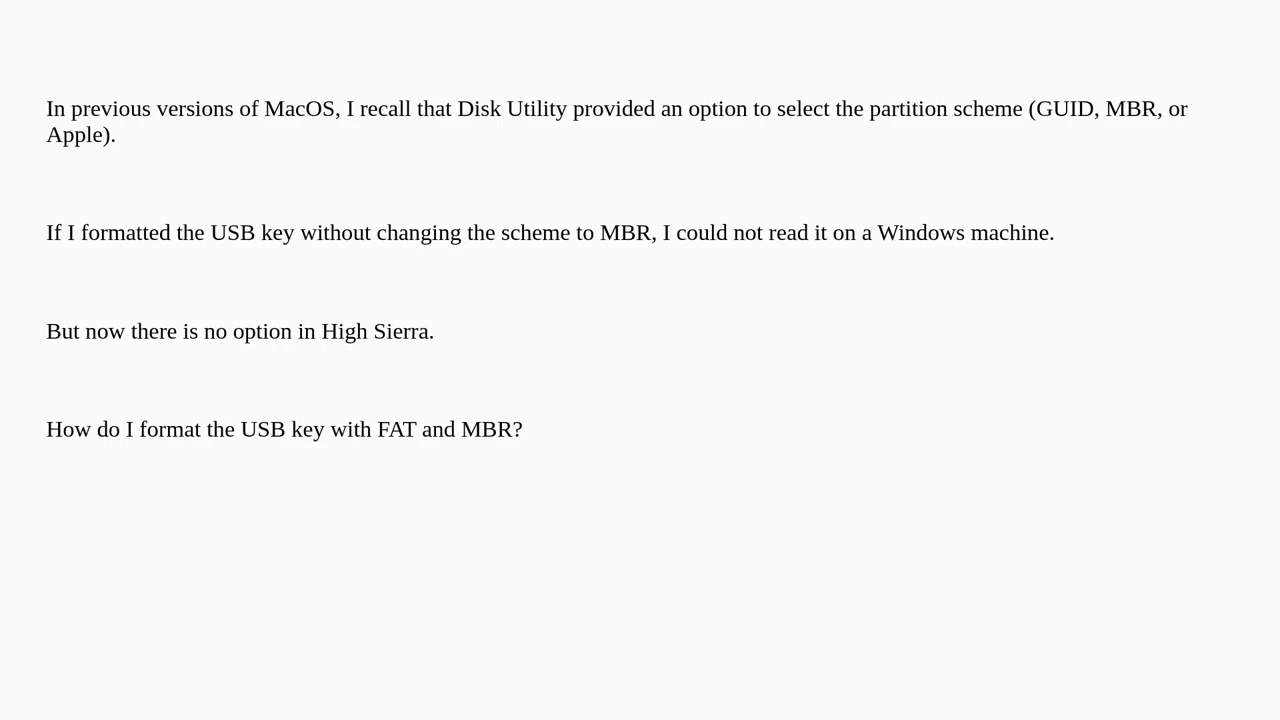 In previous versions of MacOS, I recall that Disk Utility provided an option to select the partition scheme (GUID, MBR, or
Apple).
If I formatted the USB key without changing the scheme to MBR, I could not read it on a Windows machine.
But now there is no option in High Sierra.
How do I format the USB key with FAT and MBR?